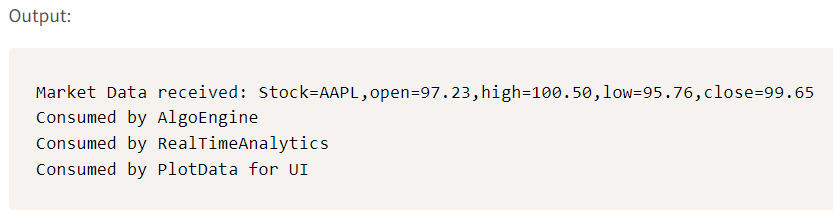 Output:
Market Data received: Stock=AAPL,open=97.23,high=100.50,low=95.76,close=99.65
Consumed by AlgoEngine
Consumed by RealTimeAnalytics
Consumed by PlotData for UI